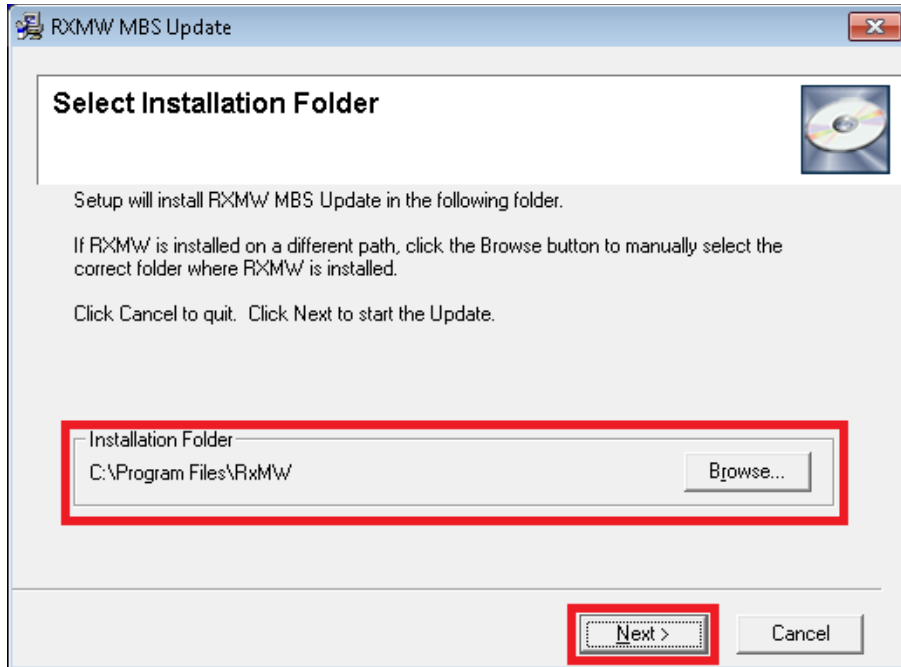 RXMW MBS Update
Select Installation Folder
Setup will install RXMW MBS Update in the following folder.
If RXMW is installed on a different path, click the Browse button to manually select the
correct folder where RXMW is installed.
Click Cancel to quit.  Click Next to start the Update.
Installation Folder
C:\Program Files\RxMW
Browse...
Next >
Cancel